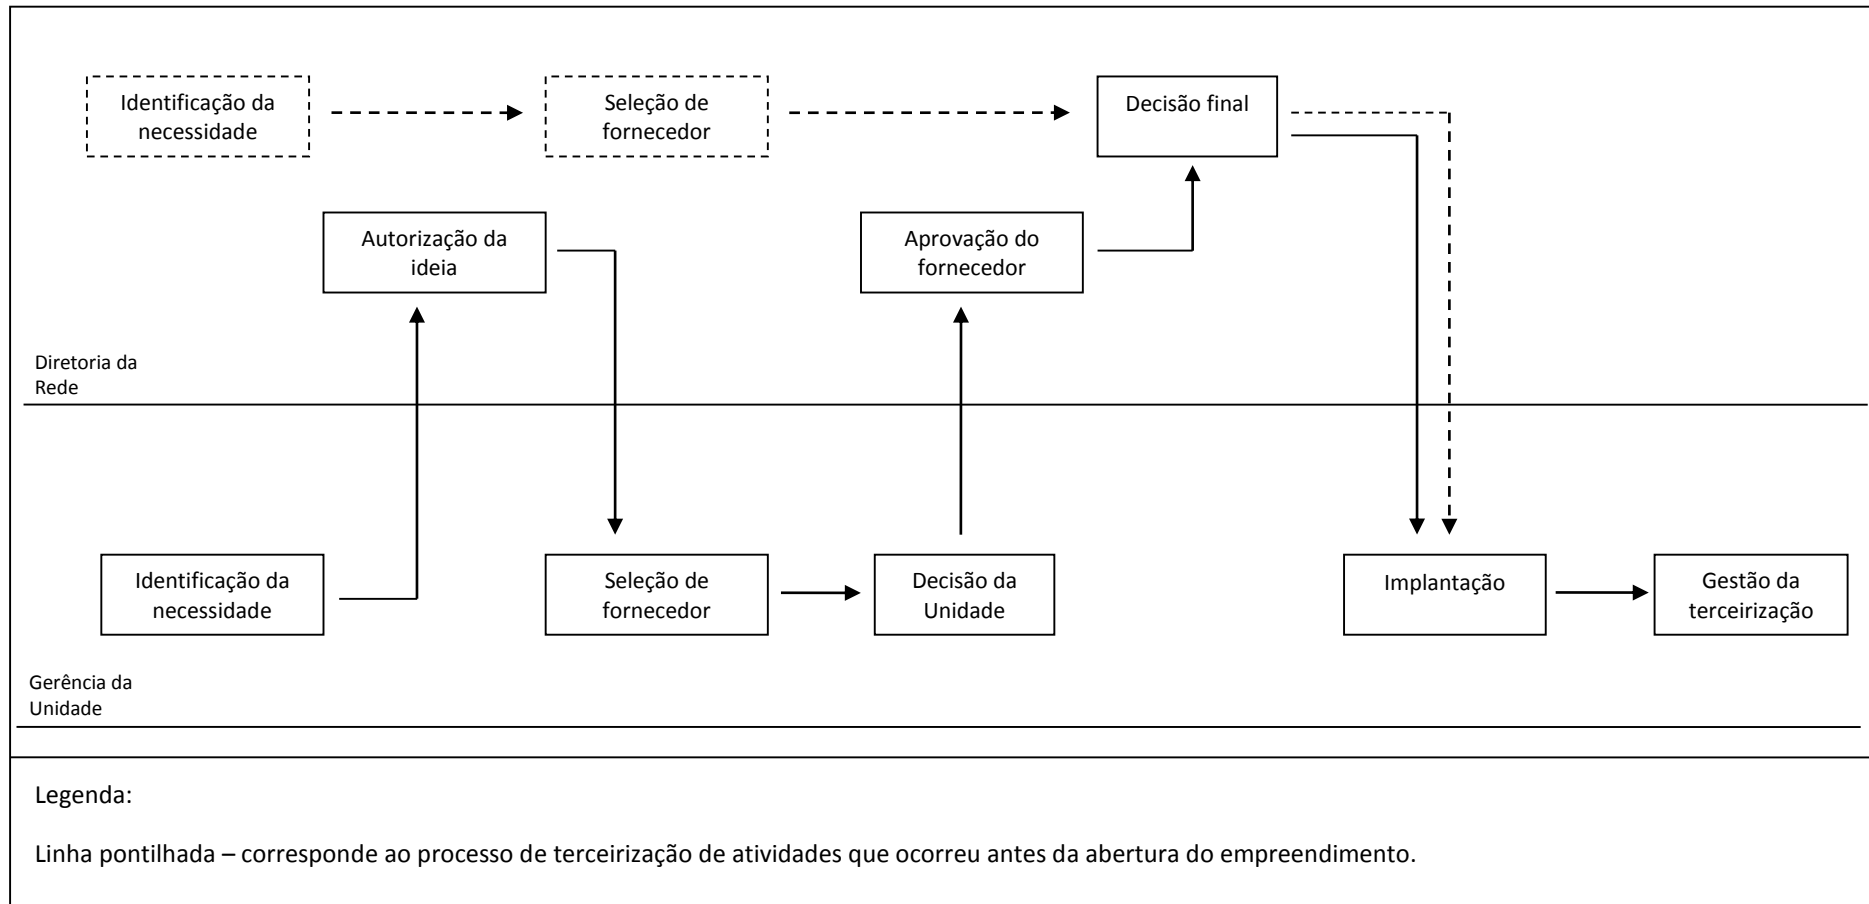 Identificação da
necessidade
Seleção de
fornecedor
Decisão final
Autorização da
ideia
Aprovação do
fornecedor
Diretoria da
Rede
Identificação da
necessidade
Seleção de
fornecedor
Decisão da
Unidade
Implantação
Gestão da
terceirização
Gerência da
Unidade
Legenda:
Linha pontilhada – corresponde ao processo de terceirização de atividades que ocorreu antes da abertura do empreendimento.